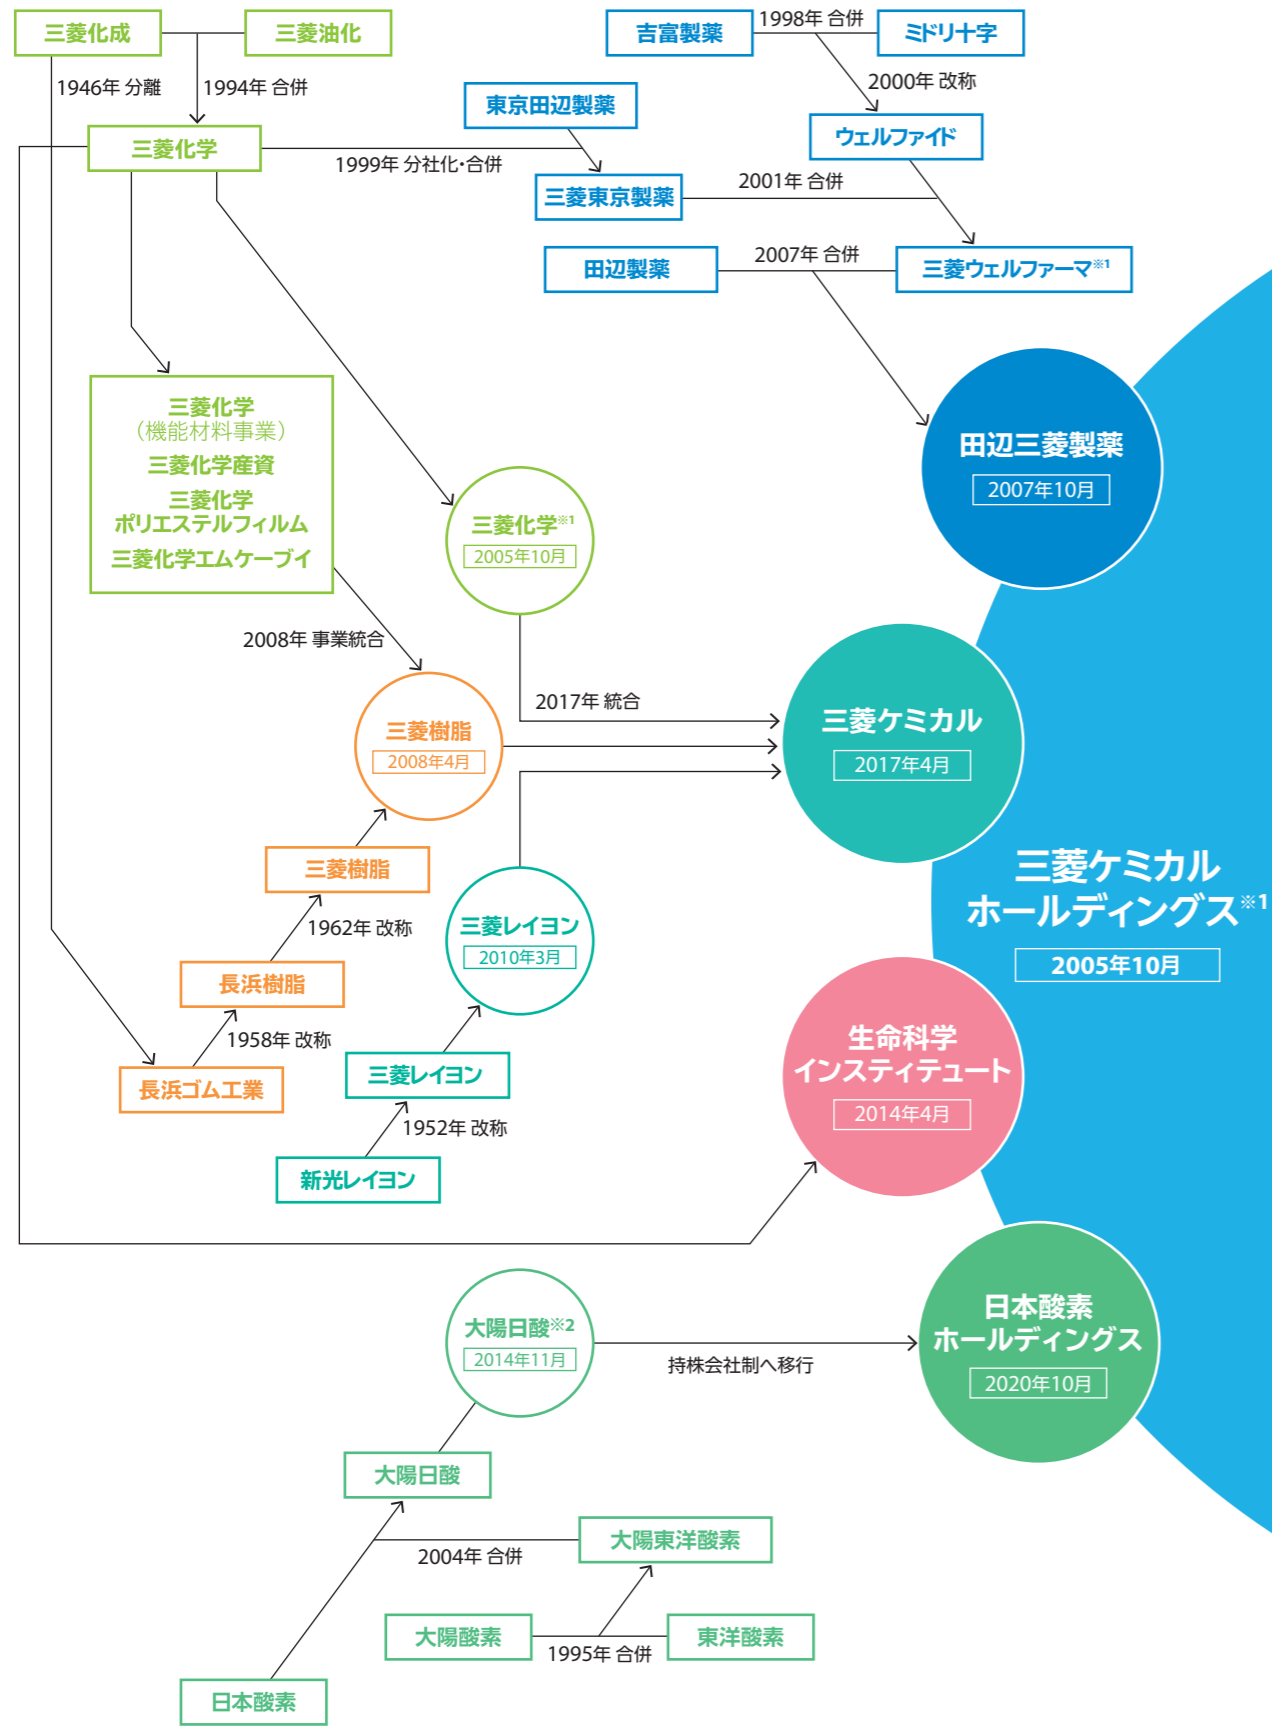 三菱化成
三菱油化
1946年 分離
1994年 合併
三菱化学
吉富製薬
1998年 合併
ミドリ十字
2000年 改称
東京田辺製薬
ウェルファイド
1999年 分社化・合併
三菱東京製薬
2001年 合併
田辺製薬
2007年 合併
三菱ウェルファーマ※1
三菱化学
（機能材料事業）
三菱化学産資
三菱化学
ポリエステルフィルム
三菱化学エムケーブイ
三菱化学※1
2005年10月
田辺三菱製薬
2007年10月
2008年 事業統合
2017年 統合
三菱樹脂
2008年4月
三菱ケミカル
2017年4月
三菱樹脂
1962年 改称
長浜樹脂
1958年 改称
長浜ゴム工業
三菱レイヨン
2010年3月
三菱レイヨン
1952年 改称
新光レイヨン
三菱ケミカル
ホールディングス※1
2005年10月
生命科学
インスティテュート
2014年4月
大陽日酸※2
2014年11月
持株会社制へ移行
日本酸素
ホールディングス
2020年10月
大陽日酸
2004年 合併
大陽東洋酸素
大陽酸素
1995年 合併
東洋酸素
日本酸素